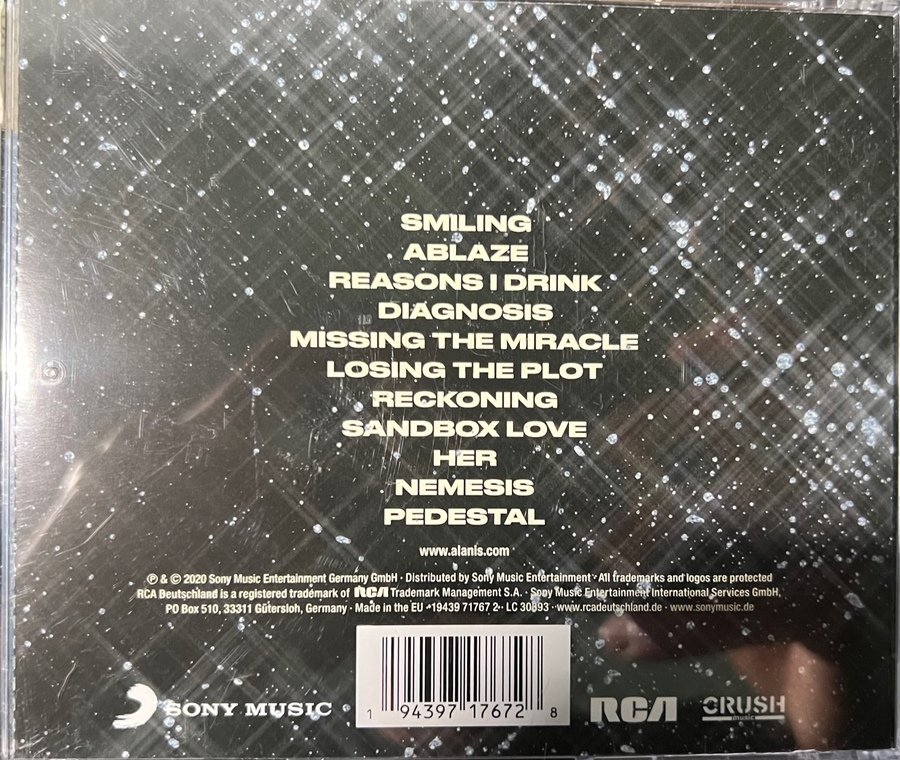 SMILING
ABLAZE
REASONS I DRINK
DIAGNOSIS
MISSING THE MIRACLE
LOSING THE PLOT
RECKONING
SANDBOX LOVE
HER
NEMESIS
PEDESTAL
www.alanis.com
℗ & © 2020 Sony Music Entertainment Germany GmbH · Distributed by Sony Music Entertainment · All trademarks and logos are protected
RCA Deutschland is a registered trademark of RCA Trademark Management S.A. · Sony Music Entertainment International Services GmbH,
PO Box 510, 33311 Gütersloh, Germany · Made in the EU · 19439 71767 2 · LC 30893 · www.rcadeutschland.de · www.sonymusic.de
SONY MUSIC
1 94397 17672 8
RCA
CRUSH
music